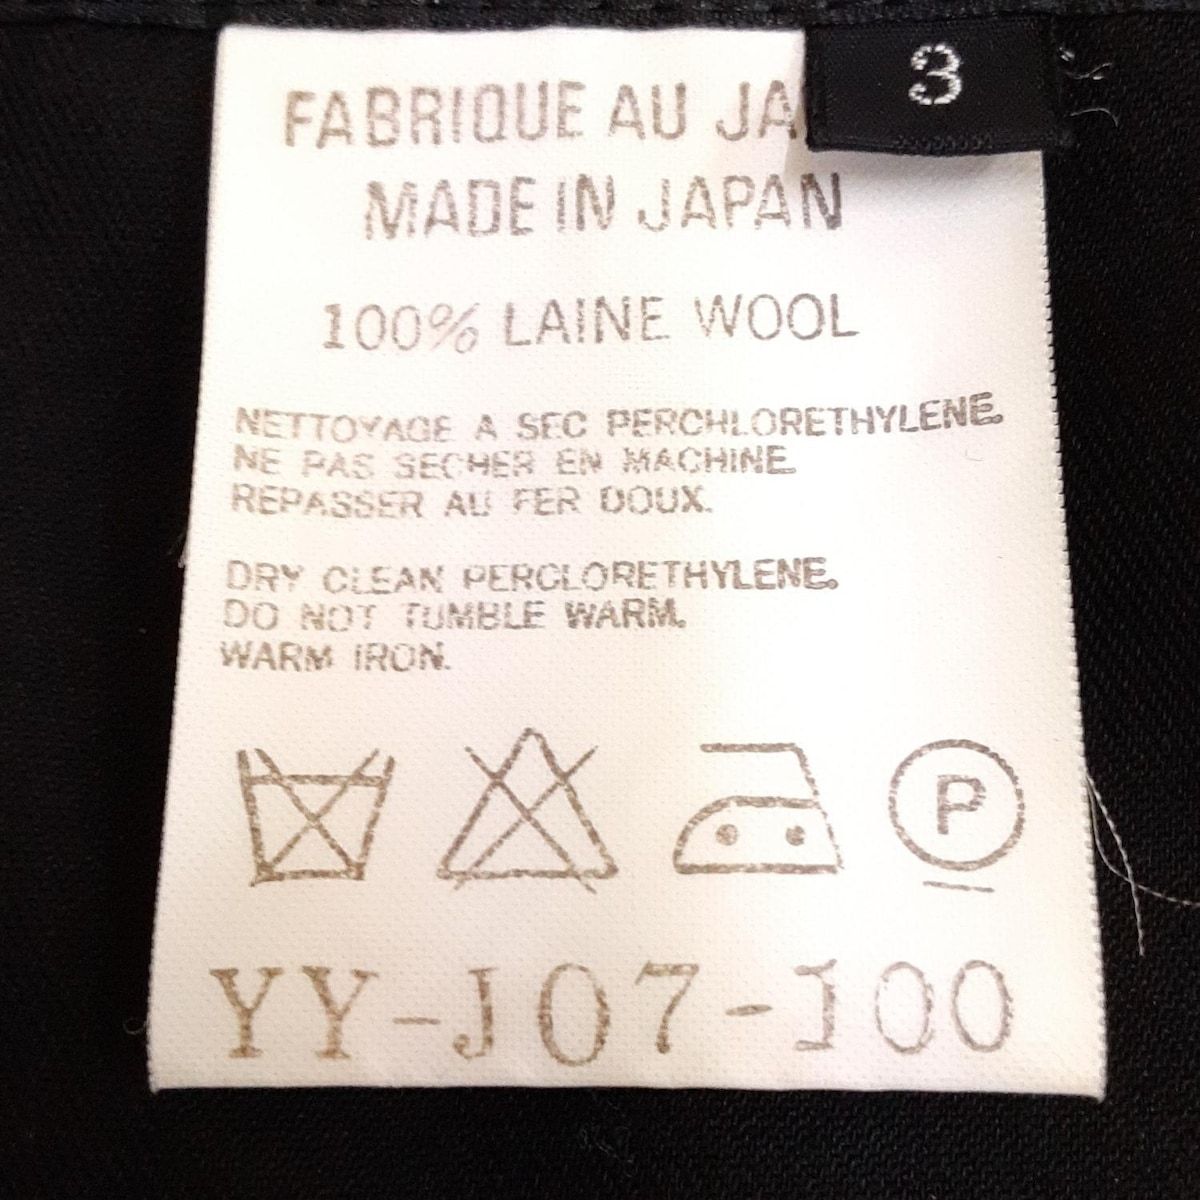 3
FABRIQUE AU JA
MADE IN JAPAN
100% LAINE WOOL
NETTOYAGE A SEC PERCHLORETHYLENE.
NE PAS SECHER EN MACHINE
REPASSER AU FER DOUX.
DRY CLEAN PERCLORETHYLENE.
DO NOT TUMBLE WARM.
WARM IRON.
P
YY-J07-100